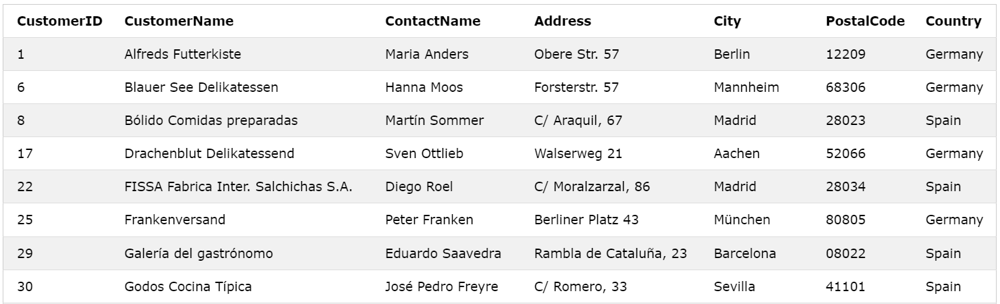 CustomerID CustomerName ContactName Address City PostalCode Country
1 Alfreds Futterkiste Maria Anders Obere Str. 57 Berlin 12209 Germany
6 Blauer See Delikatessen Hanna Moos Forsterstr. 57 Mannheim 68306 Germany
8 Bólido Comidas preparadas Martín Sommer C/ Araquil, 67 Madrid 28023 Spain
17 Drachenblut Delikatessend Sven Ottlieb Walserweg 21 Aachen 52066 Germany
22 FISSA Fabrica Inter. Salchichas S.A. Diego Roel C/ Moralzarzal, 86 Madrid 28034 Spain
25 Frankenversand Peter Franken Berliner Platz 43 München 80805 Germany
29 Galería del gastrónomo Eduardo Saavedra Rambla de Cataluña, 23 Barcelona 08022 Spain
30 Godos Cocina Típica José Pedro Freyre C/ Romero, 33 Sevilla 41101 Spain